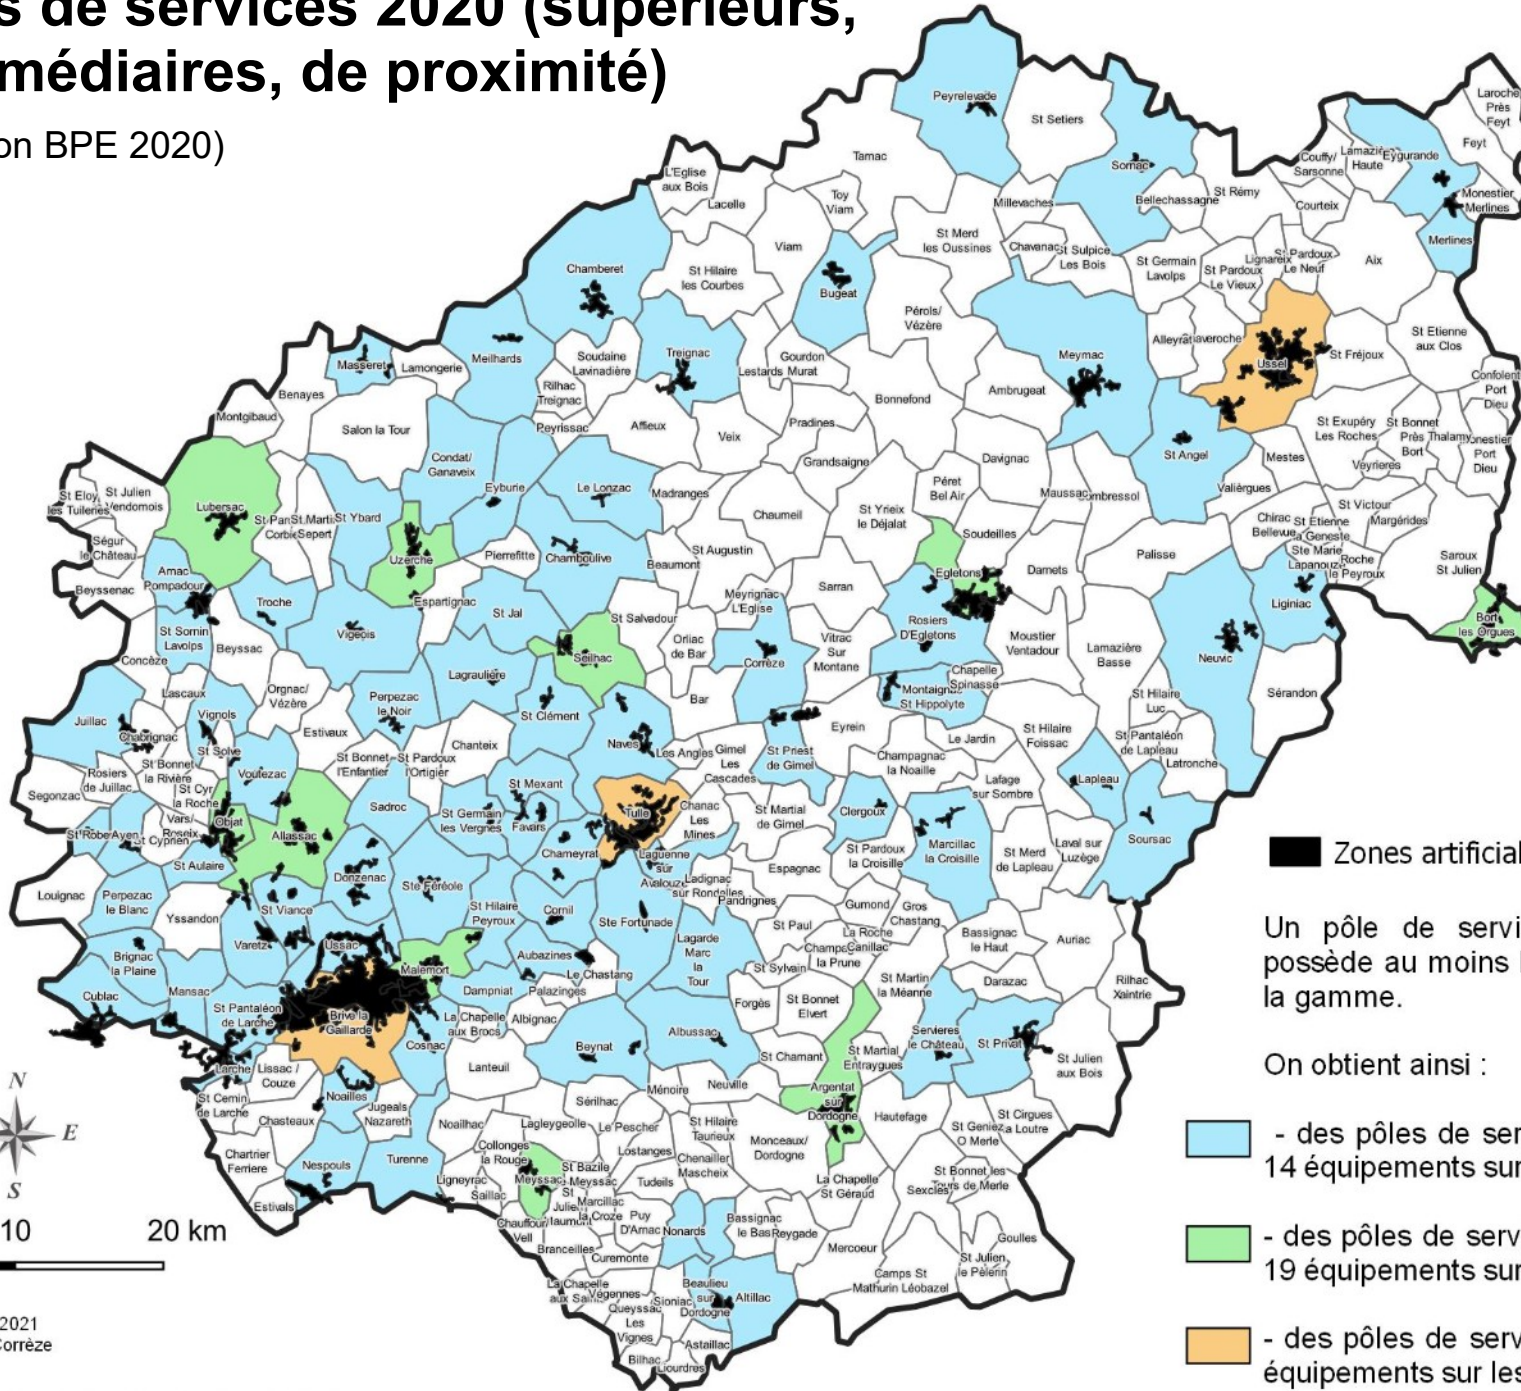 s de services 2020 (supérieurs,
médiaires, de proximité)
on BPE 2020)
Peyrelevade
St Setiers
Laroche
Près
Feyt
Feyt
Tarnac
Sornac
Couffy/
Sarsonne
Haute
Eygurande
L'Eglise
aux Bois
Lacelle
Toy
Viam
Millevaches
Bellechassagne
St Rémy
Courteix
Monestier
Merlines
Merlines
Viam
St Merd
les Oussines
Chavanac
St Sulpice
Les Bois
St Germain
Lavolps
Lignareix
St Pardoux
Le Neuf
St Pardoux
Le Vieux
Aix
Chamberet
St Hilaire
les Courbes
Bugeat
Pérols/
Vézère
St Etienne
aux Clos
Masseret
Lamongerie
Meilhards
Soudaine
Lavinadière
Treignac
Lestards
Gourdon
Murat
Meymac
Ussel
St Fréjoux
Benayes
Rilhac
Treignac
Ambrugeat
Port
Dieu
Montgibaud
Salon la Tour
Peyrissac
Affieux
Veix
Pradines
Bonnefond
St Exupéry
Les Roches
St Bonnet
Près
Bort
Thalamy
Port
Dieu
Condat/
Ganaveix
Grandsaigne
Davignac
St Angel
Mestes
Veyrieres
St Eloy
les Tuileries
St Julien
Vendomois
Lubersac
Sepert
St Ybard
Eyburie
Le Lonzac
Madranges
Chaumeil
Péret
Bel Air
St Yrieix
le Déjalat
Maussac
Valièrgues
St Victour
Margérides
Chirac
Bellevue
St Etienne
la Geneste
Ste Marie
Lapanouze
Roche
le Peyroux
Ségur
le Château
Uzerche
Pierrefitte
Chamboulive
St Augustin
Beaumont
Soudeilles
Palisse
Saroux
St Julien
Beyssenac
Arnac
Pompadour
Troche
Espartignac
St Jal
St Salvadour
Meyrignac
L'Eglise
Sarran
Egletons
Darnets
Liginiac
Bort
les Orgues
St Sornin
Lavolps
Beyssac
Vigeois
Seilhac
Orliac
de Bar
Corrèze
Vitrac
Sur
Montane
Rosiers
D'Egletons
Moustier
Ventadour
Lamazière
Basse
Neuvic
Concèze
Lascaux
Orgnac/
Vézère
Perpezac
le Noir
Lagraulière
St Clément
Bar
Chapelle
Spinasse
St Hippolyte
St Hilaire
Luc
Sérandon
Juillac
Chabrignac
Vignols
St Solve
Estivaux
St Bonnet
l'Enfantier
St Pardoux
l'Ortigier
Chanteix
Naves
Les Angles
Gimel
Les
Cascades
St Priest
de Gimel
Eyrein
Champagnac
la Noaille
Le Jardin
St Hilaire
Foissac
St Pantaléon
de Lapleau
Latronche
Segonzac
Rosiers
de Juillac
St Bonnet
la Rivière
St Cyr
la Roche
Voutezac
Sadroc
St Germain
les Vergnes
St Mexant
Favars
Tulle
Chanac
Les
Mines
St Martial
de Gimel
Clergoux
Lafage
sur Sombre
Lapleau
Soursac
Ayen
St Cyprien
Vars/
Roseix
Objat
Allassac
St Aulaire
Donzenac
Ste Féréole
Chameyrat
Laguenne
sur
Avalouze
Ladignac
sur Rondelles
Espagnac
St Pardoux
la Croisille
Marcillac
la Croisille
St Merd
de Lapleau
Laval sur
Luzège
Louignac
Perpezac
le Blanc
Yssandon
St Viance
St Hilaire
Peyroux
Cornil
Ste Fortunade
Pandrignes
St Paul
Gumond
Gros
Chastang
Bassignac
le Haut
Auriac
Varetz
Ussac
Malemort
Aubazines
Le Chastang
Lagarde
Marc
la
Tour
La Roche
Canillac
la Prune
St Sylvain
Brignac
la Plaine
Cublac
Mansac
St Pantaléon
de Larche
Brive la
Gaillarde
Dampniat
Palazinges
Forgès
St Bonnet
Elvert
St Martin
la Méanne
Darazac
Rilhac
Xaintrie
Larche
Lissac /
Couze
Cosnac
La Chapelle
aux Brocs
Albignac
Beynat
Albussac
St Chamant
St Martial
Entraygues
Servieres
le Château
St Privat
St Julien
aux Bois
St Cernin
de Larche
Chasteaux
Noailles
Jugeals
Nazareth
Lanteuil
Sérilhac
Ménoire
Neuville
Argentat
sur
Dordogne
Hautefage
St Cirgues
la Loutre
St Geniez
O Merle
Chartrier
Ferriere
Nespouls
Turenne
Noailhac
Collonges
la Rouge
Lagleygeolle
Le Pescher
Lostanges
St Hilaire
Taurieux
Chenailler
Mascheix
Monceaux/
Dordogne
La Chapelle
St Géraud
St Bonnet les
Tours de Merle
Sexcles
Estivals
Ligneyrac
Saillac
Meyssac
St Bazile
Meyssac
Tudeils
Chauffour/
Vell
St
Julien
Maumont
Marcillac
la Croze
Puy
D'Arnac
Nonards
Bassignac
le Bas
Reygade
Mercoeur
Goulles
St Julien
le Pèlerin
Branceilles
Curemonte
La Chapelle
aux Saints
Végennes
Queyssac
Les
Vignes
Sioniac
Beaulieu
sur
Dordogne
Altillac
Camps St
Mathurin Léobazel
Astaillac
Bilhac
Liourdres
N
E
S
10 20 km
2021
Corrèze
Zones artificial
Un pôle de servi
possède au moins l
la gamme.
On obtient ainsi :
- des pôles de ser
14 équipements sur
- des pôles de serv
19 équipements sur
- des pôles de serv
équipements sur les